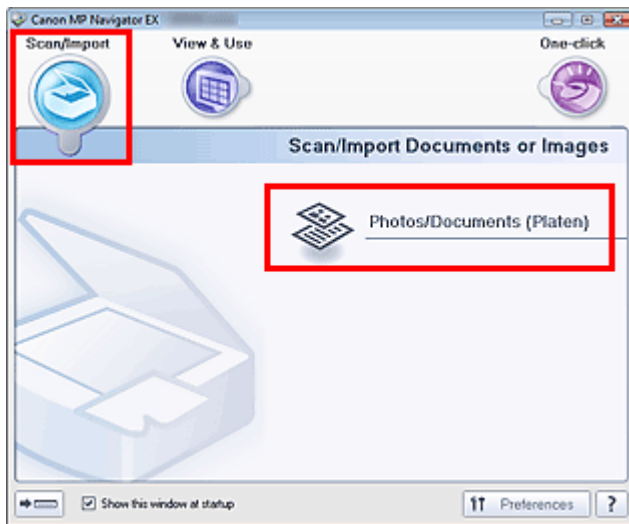 Canon MP Navigator EX
Scan/Import View & Use One-click
Scan/Import Documents or Images
Photos/Documents (Platen)
Show this window at startup Preferences ?